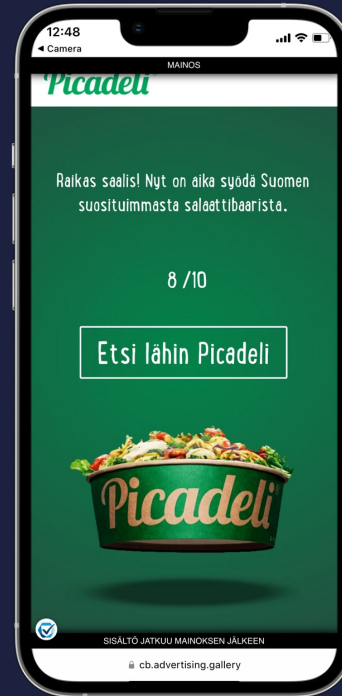 12:48
◄ Camera
MAINOS
Picadeli
Raikas saalis! Nyt on aika syödä Suomen
suosituimmasta salaattibaarista.
8 /10
Etsi lähin Picadeli
Picadeli
SISÄLTÖ JATKUU MAINOKSEN JÄLKEEN
cb.advertising.gallery